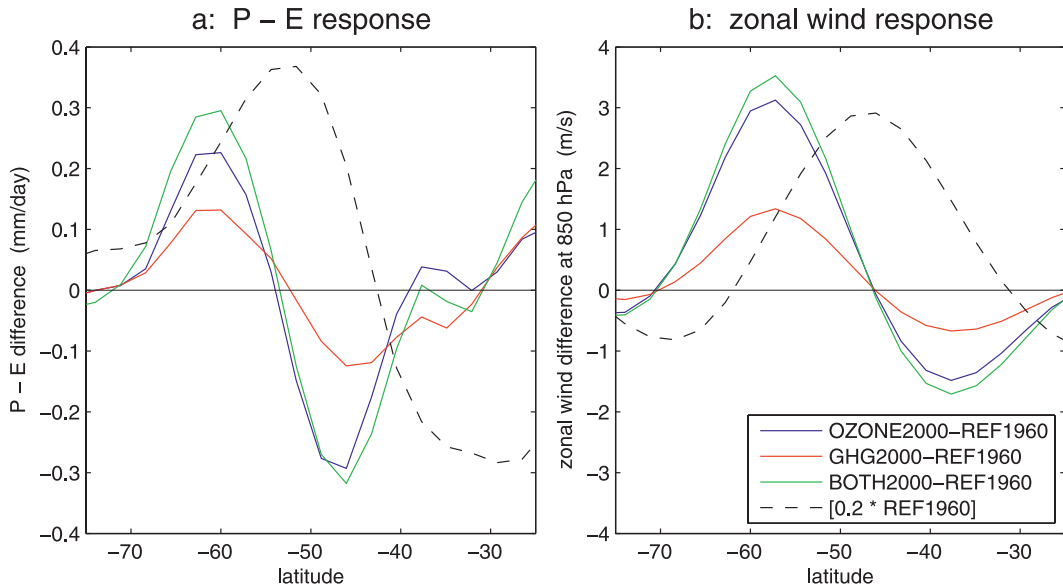 a: P – E response
b: zonal wind response
P – E difference (mm/day)
0.4
0.3
0.2
0.1
0
−0.1
−0.2
−0.3
−0.4
−70
−60
−50
−40
−30
latitude
zonal wind difference at 850 hPa (m/s)
4
3
2
1
0
−1
−2
−3
−4
−70
−60
−50
−40
−30
latitude
OZONE2000−REF1960
GHG2000−REF1960
BOTH2000−REF1960
[0.2 * REF1960]